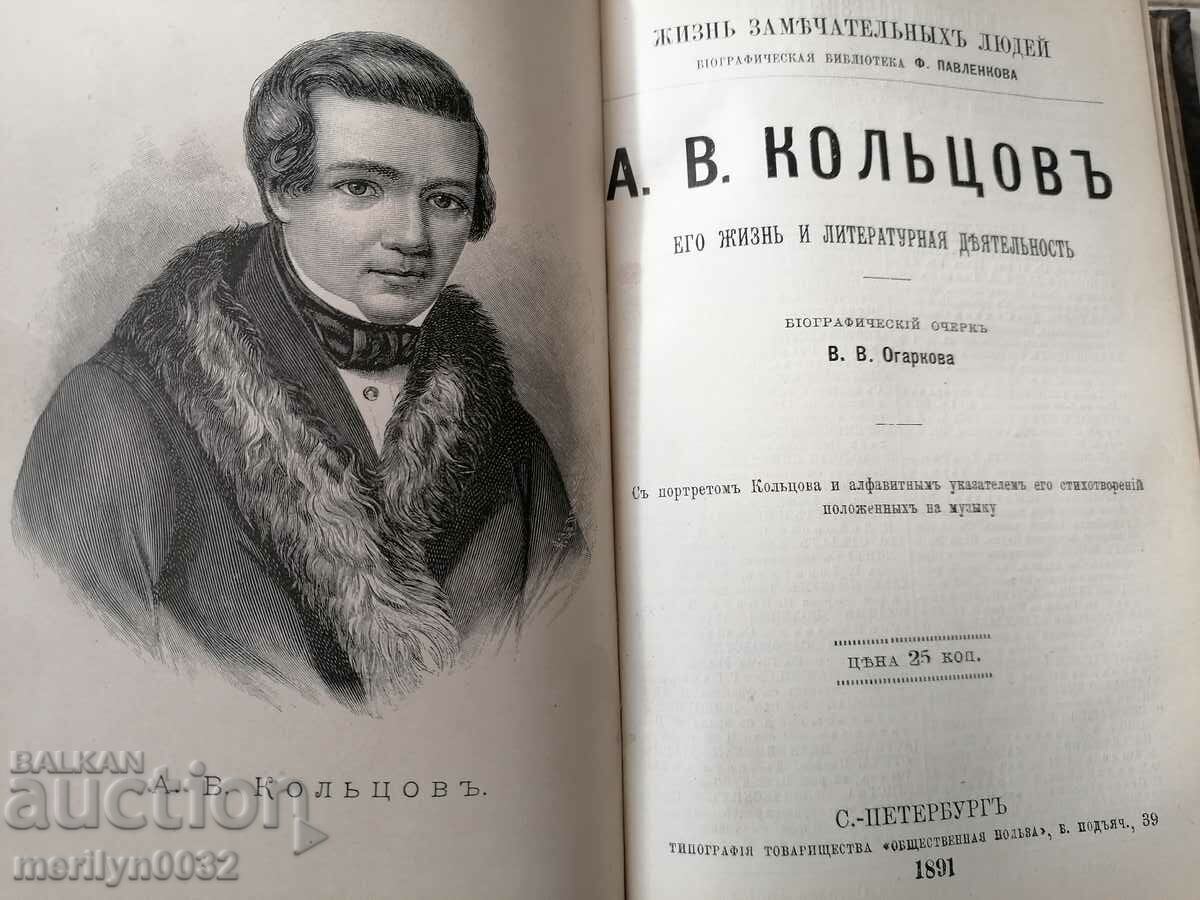 А. В. Кольцовъ.
BALKAN
auction
merilyn0032
ЖИЗНЬ ЗАМѢЧАТЕЛЬНЫХЪ ЛЮДЕЙ
БІОГРАФИЧЕСКАЯ БИБЛІОТЕКА Ф. ПАВЛЕНКОВА
А. В. КОЛЬЦОВЪ
ЕГО ЖИЗНЬ И ЛИТЕРАТУРНАЯ ДѢЯТЕЛЬНОСТЬ
БІОГРАФИЧЕСКІЙ ОЧЕРКЪ
В. В. Огаркова
Съ портретомъ Кольцова и алфавитнымъ указателемъ его стихотвореній
положенныхъ на музыку
ЦѢНА 25 КОП.
С.-ПЕТЕРБУРГЪ
ТИПОГРАФІЯ ТОВАРИЩЕСТВА «ОБЩЕСТВЕННАЯ ПОЛЬЗА», Б. ПОДЪЯЧ., 39
1891